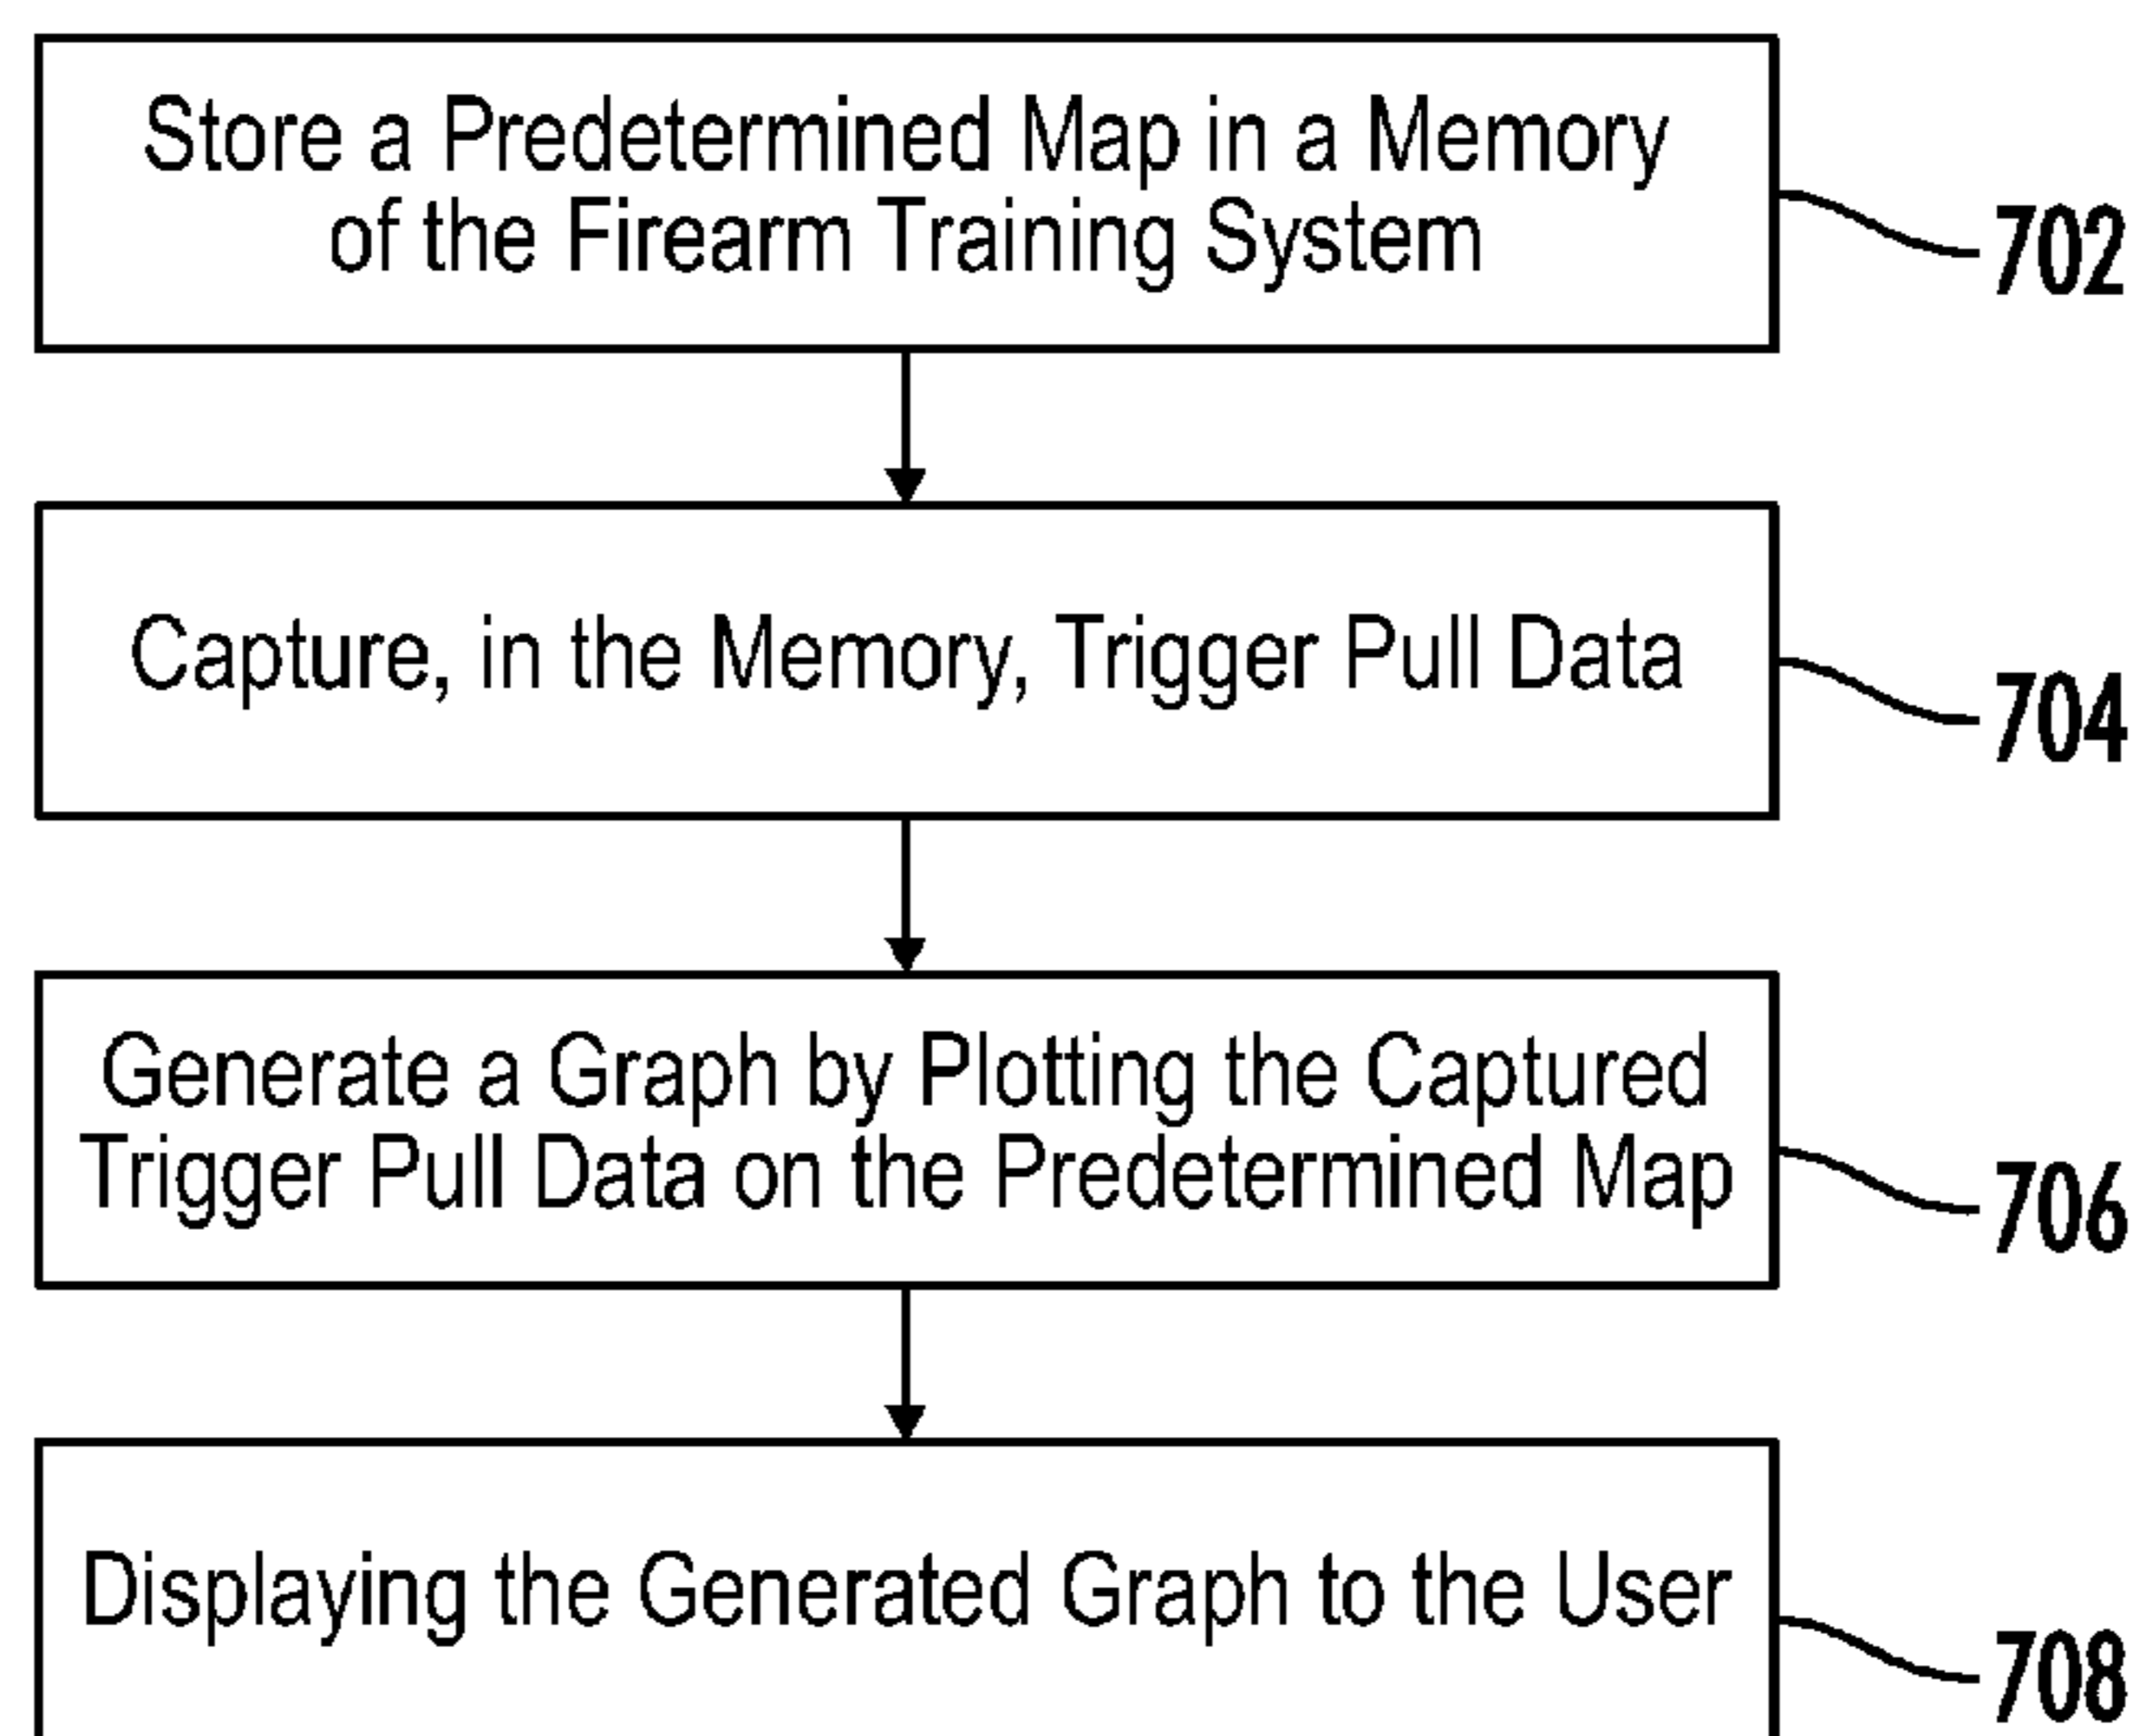 Store a Predetermined Map in a Memory
of the Firearm Training System
702
Capture, in the Memory, Trigger Pull Data
704
Generate a Graph by Plotting the Captured
Trigger Pull Data on the Predetermined Map
706
Displaying the Generated Graph to the User
708